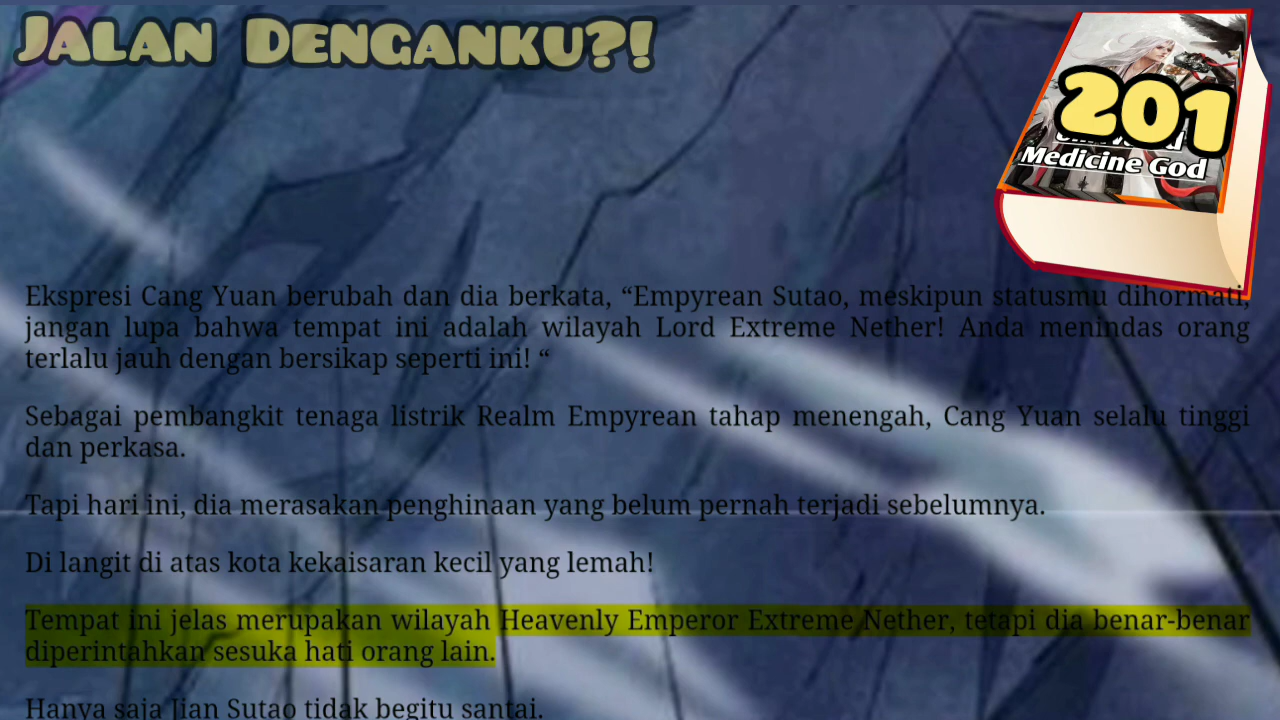 Jalan Denganku?!
201
Medicine God
Ekspresi Cang Yuan berubah dan dia berkata, “Empyrean Sutao, meskipun statusmu dihormati,
jangan lupa bahwa tempat ini adalah wilayah Lord Extreme Nether! Anda menindas orang
terlalu jauh dengan bersikap seperti ini! “
Sebagai pembangkit tenaga listrik Realm Empyrean tahap menengah, Cang Yuan selalu tinggi
dan perkasa.
Tapi hari ini, dia merasakan penghinaan yang belum pernah terjadi sebelumnya.
Di langit di atas kota kekaisaran kecil yang lemah!
Tempat ini jelas merupakan wilayah Heavenly Emperor Extreme Nether, tetapi dia benar-benar
diperintahkan sesuka hati orang lain.
Hanya saja Jian Sutao tidak begitu santai.